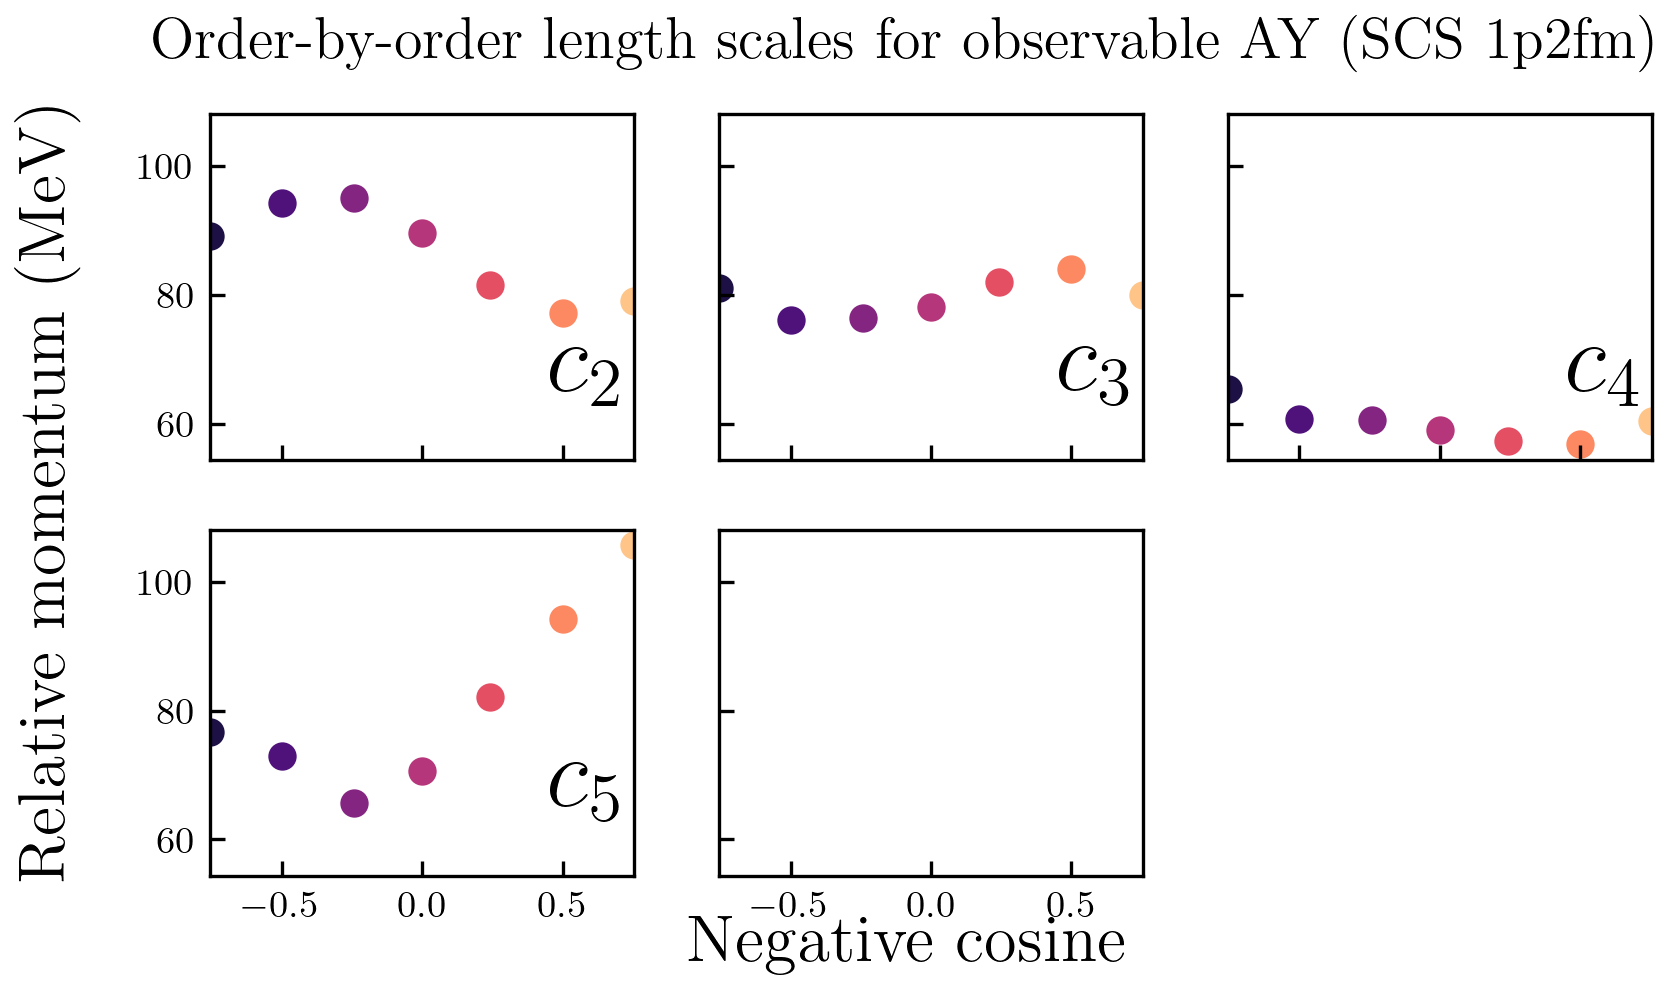 Order-by-order length scales for observable AY (SCS 1p2fm)
Relative momentum (MeV)
100
80
60
c2
c3
c4
100
80
60
c5
−0.5 0.0 0.5
−0.5 0.0 0.5
Negative cosine